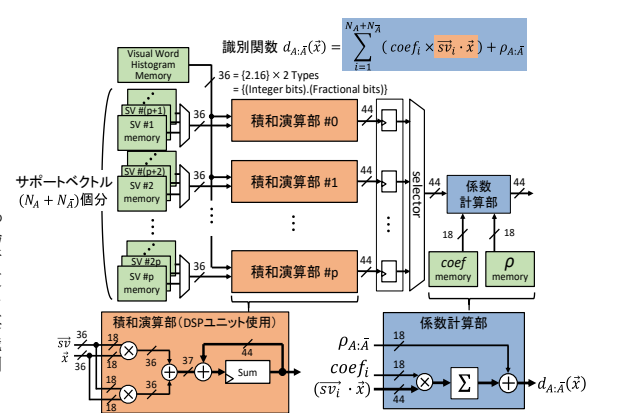 識別関数 d_{A:Ā}(x⃗) = Σ_{i=1}^{N_A+N_Ā} ( coef_i × sv⃗_i · x⃗ ) + ρ_{A:Ā}
Visual Word
Histogram
Memory
36 = {2.16} × 2 Types
= {(Integer bits).(Fractional bits)}
SV #(p+1)
SV #1
memory
36
積和演算部 #0
44
SV #(p+2)
SV #2
memory
36
積和演算部 #1
44
サポートベクトル
(N_A + N_Ā)個分
⋮
⋮
⋮
SV #2p
SV #p
memory
36
積和演算部 #p
44
selector
44
係数
計算部
44
18
18
coef
memory
ρ
memory
積和演算部(DSPユニット使用)
sv⃗
36
18
x⃗
36
18
36
18
18
36
37
44
Sum
係数計算部
ρ_{A:Ā}
18
coef_i
18
(sv⃗_i · x⃗)
44
Σ
d_{A:Ā}(x⃗)